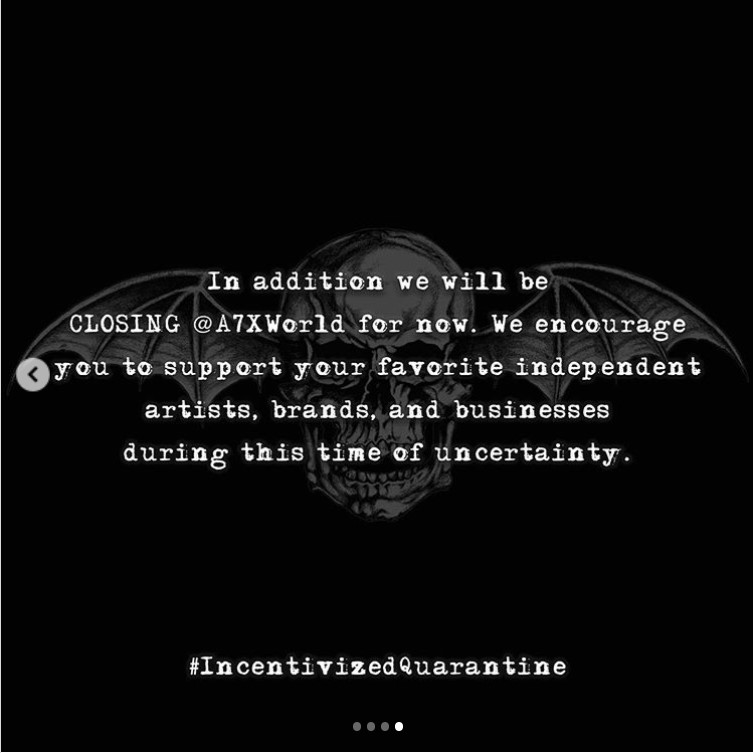 In addition we will be
CLOSING @A7XWorld for now. We encourage
you to support your favorite independent
artists, brands, and businesses
during this time of uncertainty.
#IncentivizedQuarantine